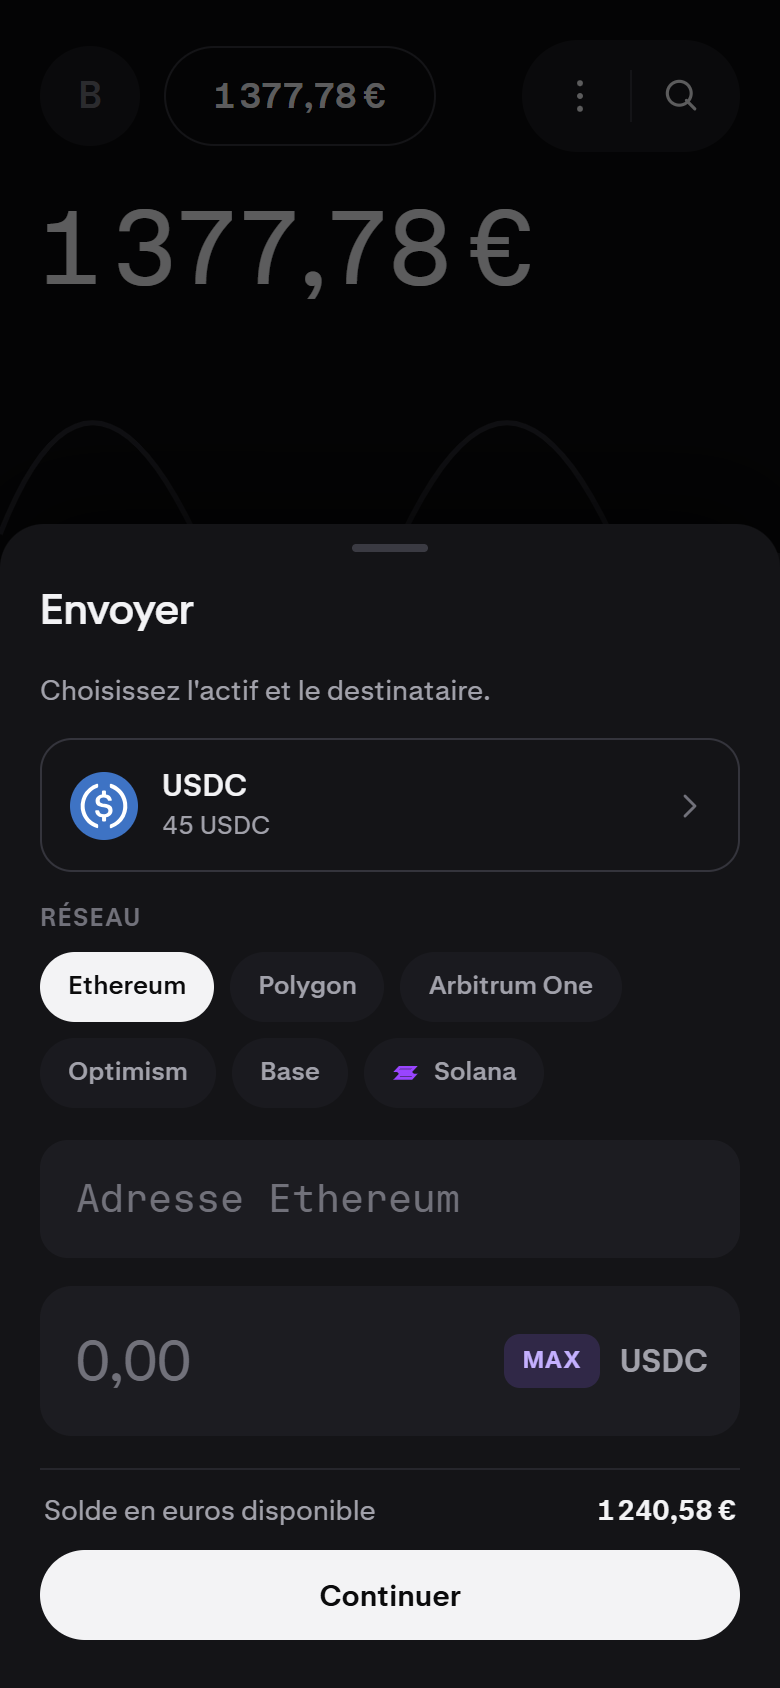 B
1 377,78 €
1 377,78 €
Envoyer
Choisissez l'actif et le destinataire.
USDC
45 USDC
RÉSEAU
Ethereum
Polygon
Arbitrum One
Optimism
Base
Solana
Adresse Ethereum
0,00
MAX
USDC
Solde en euros disponible
1 240,58 €
Continuer